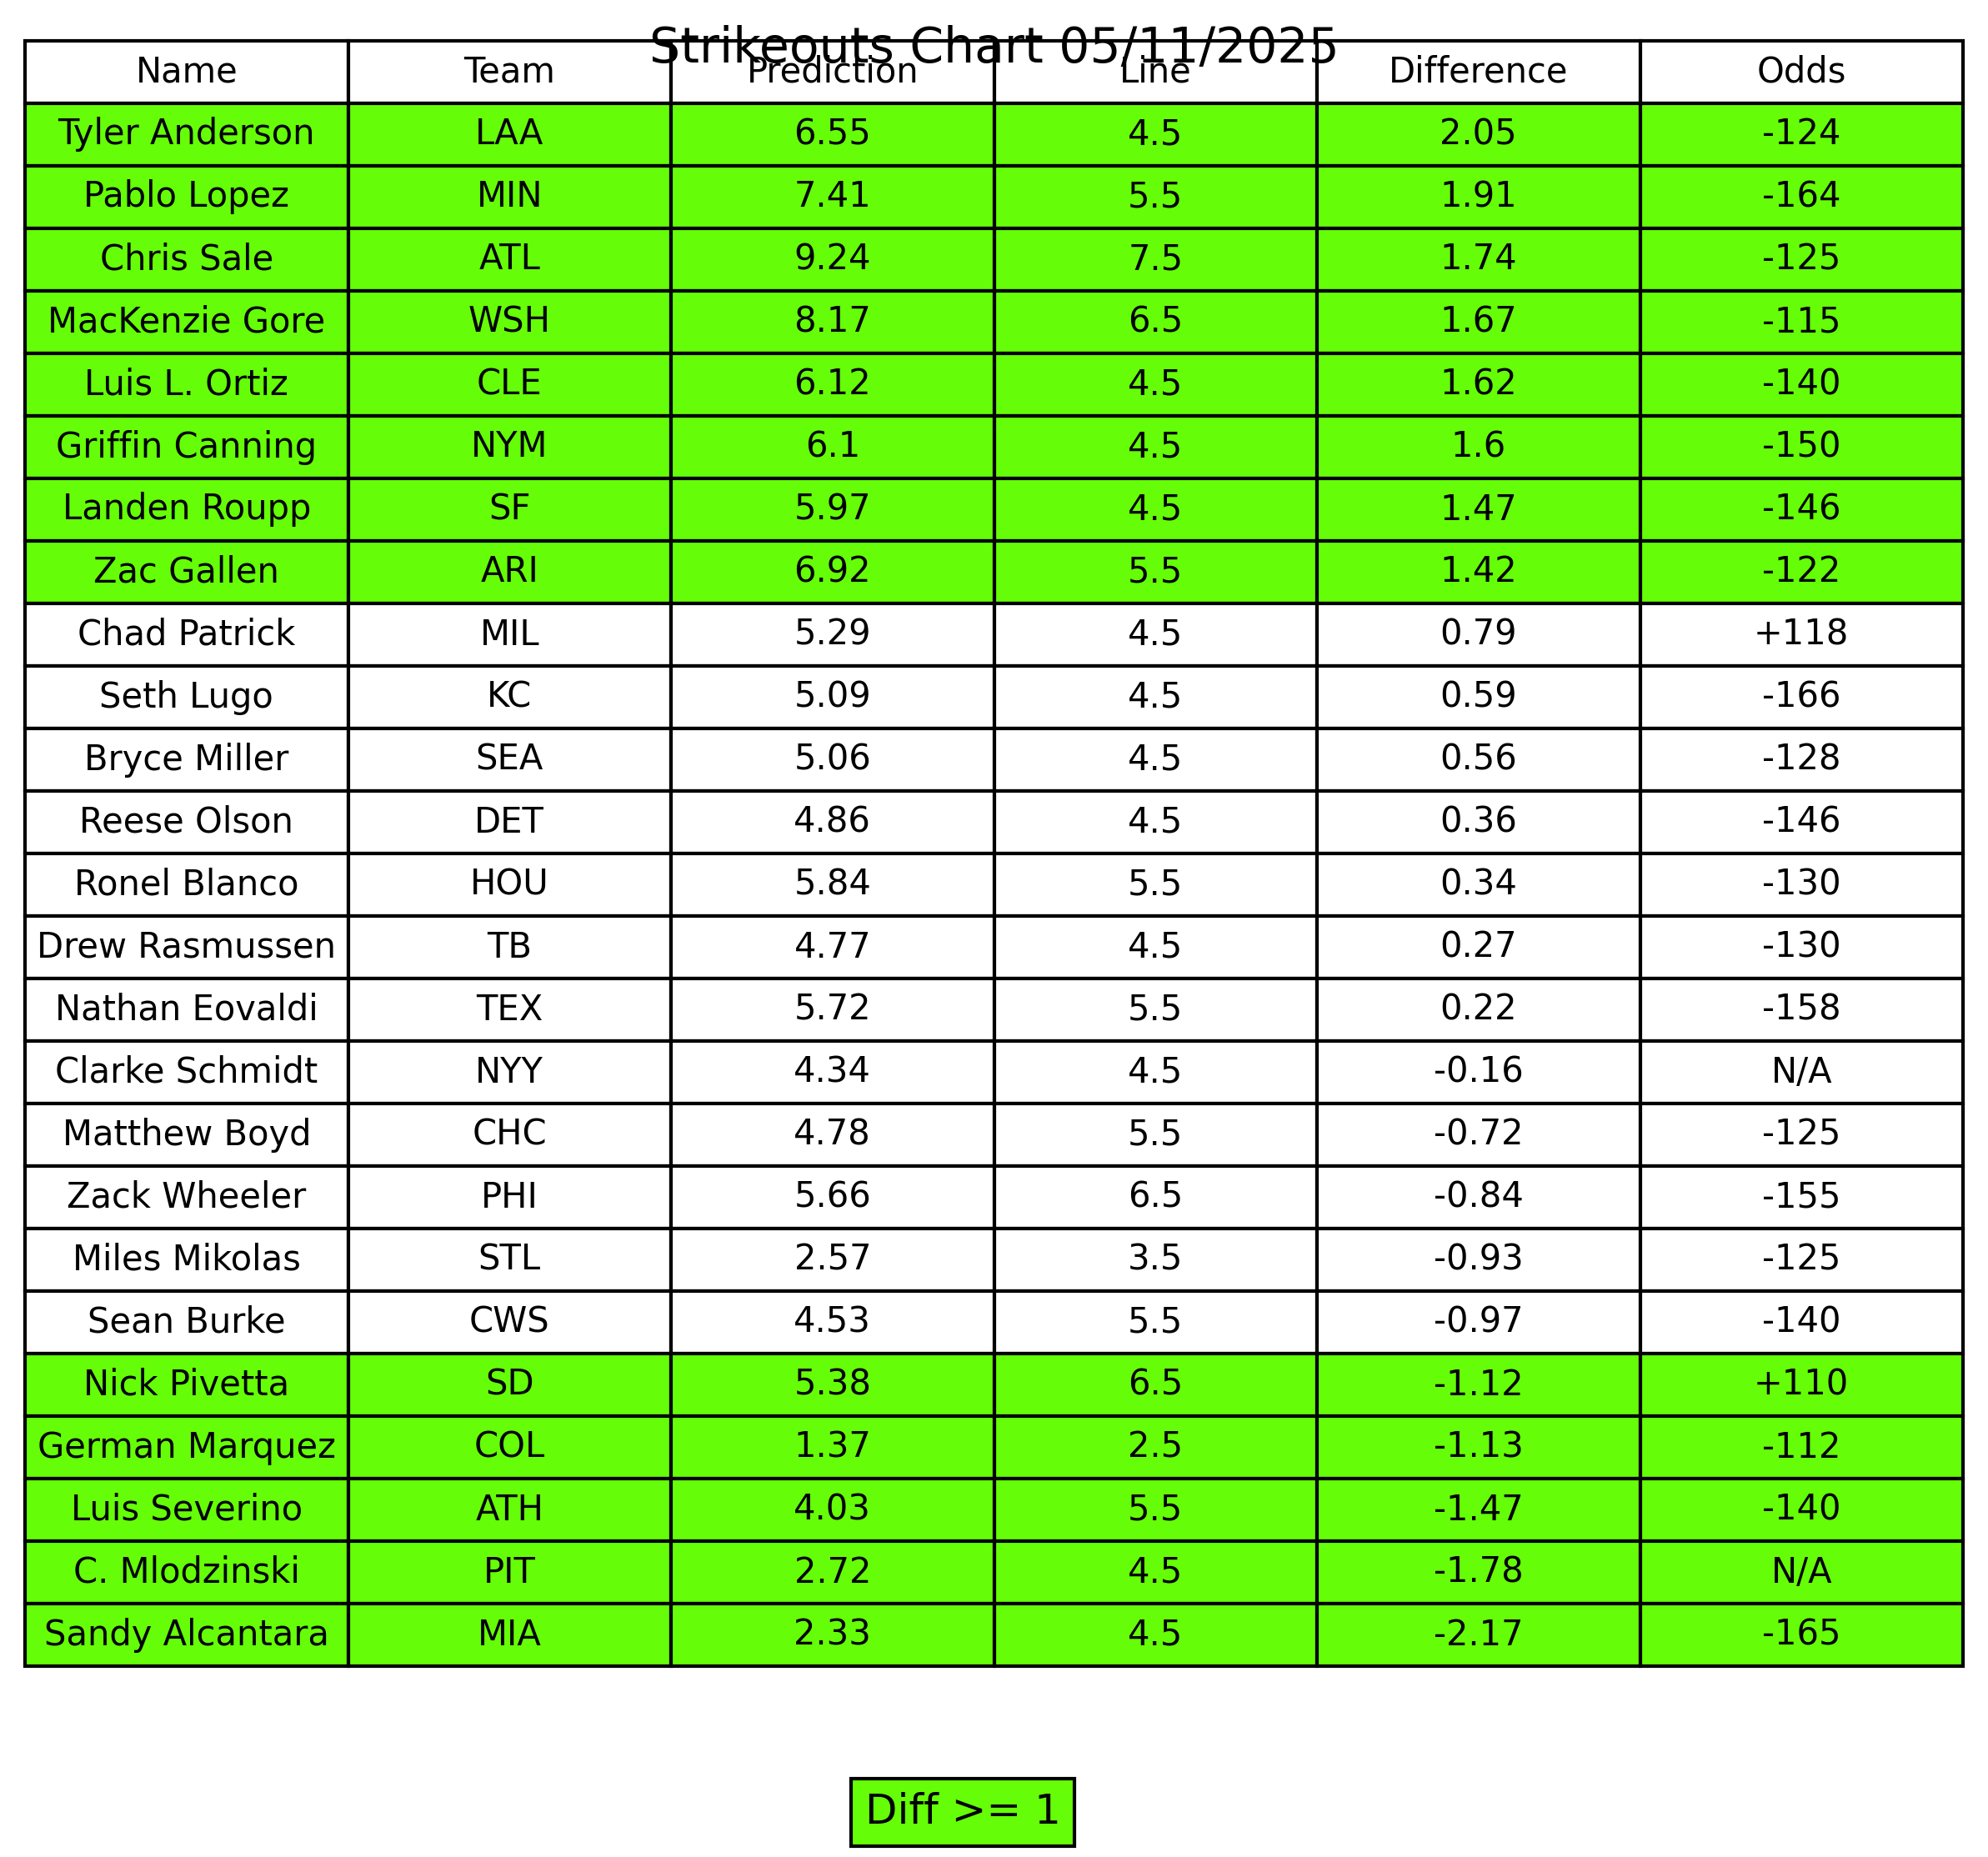 Strikeouts Chart 05/11/2025
Name Team Prediction Line Difference Odds
Tyler Anderson LAA 6.55 4.5 2.05 -124
Pablo Lopez MIN 7.41 5.5 1.91 -164
Chris Sale ATL 9.24 7.5 1.74 -125
MacKenzie Gore WSH 8.17 6.5 1.67 -115
Luis L. Ortiz CLE 6.12 4.5 1.62 -140
Griffin Canning NYM 6.1 4.5 1.6 -150
Landen Roupp SF 5.97 4.5 1.47 -146
Zac Gallen ARI 6.92 5.5 1.42 -122
Chad Patrick MIL 5.29 4.5 0.79 +118
Seth Lugo KC 5.09 4.5 0.59 -166
Bryce Miller SEA 5.06 4.5 0.56 -128
Reese Olson DET 4.86 4.5 0.36 -146
Ronel Blanco HOU 5.84 5.5 0.34 -130
Drew Rasmussen TB 4.77 4.5 0.27 -130
Nathan Eovaldi TEX 5.72 5.5 0.22 -158
Clarke Schmidt NYY 4.34 4.5 -0.16 N/A
Matthew Boyd CHC 4.78 5.5 -0.72 -125
Zack Wheeler PHI 5.66 6.5 -0.84 -155
Miles Mikolas STL 2.57 3.5 -0.93 -125
Sean Burke CWS 4.53 5.5 -0.97 -140
Nick Pivetta SD 5.38 6.5 -1.12 +110
German Marquez COL 1.37 2.5 -1.13 -112
Luis Severino ATH 4.03 5.5 -1.47 -140
C. Mlodzinski PIT 2.72 4.5 -1.78 N/A
Sandy Alcantara MIA 2.33 4.5 -2.17 -165
Diff >= 1